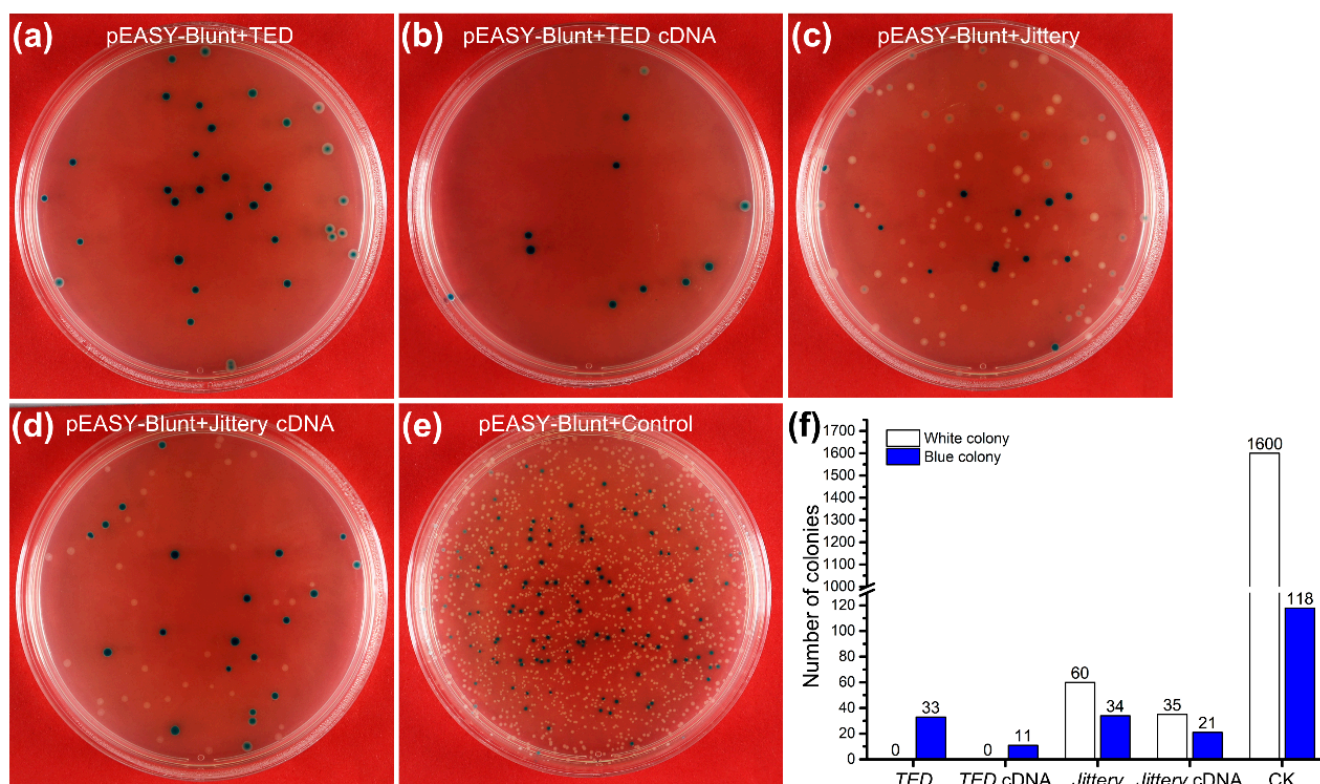 (a) pEASY-Blunt+TED
(b) pEASY-Blunt+TED cDNA
(c) pEASY-Blunt+Jittery
(d) pEASY-Blunt+Jittery cDNA
(e) pEASY-Blunt+Control
(f)
White colony
Blue colony
Number of colonies
1700
1600
1500
1400
1300
1200
1100
1000
120
100
80
60
40
20
0
0
33
0
11
60
34
35
21
1600
118
TED
TED cDNA
Jittery
Jittery cDNA
CK